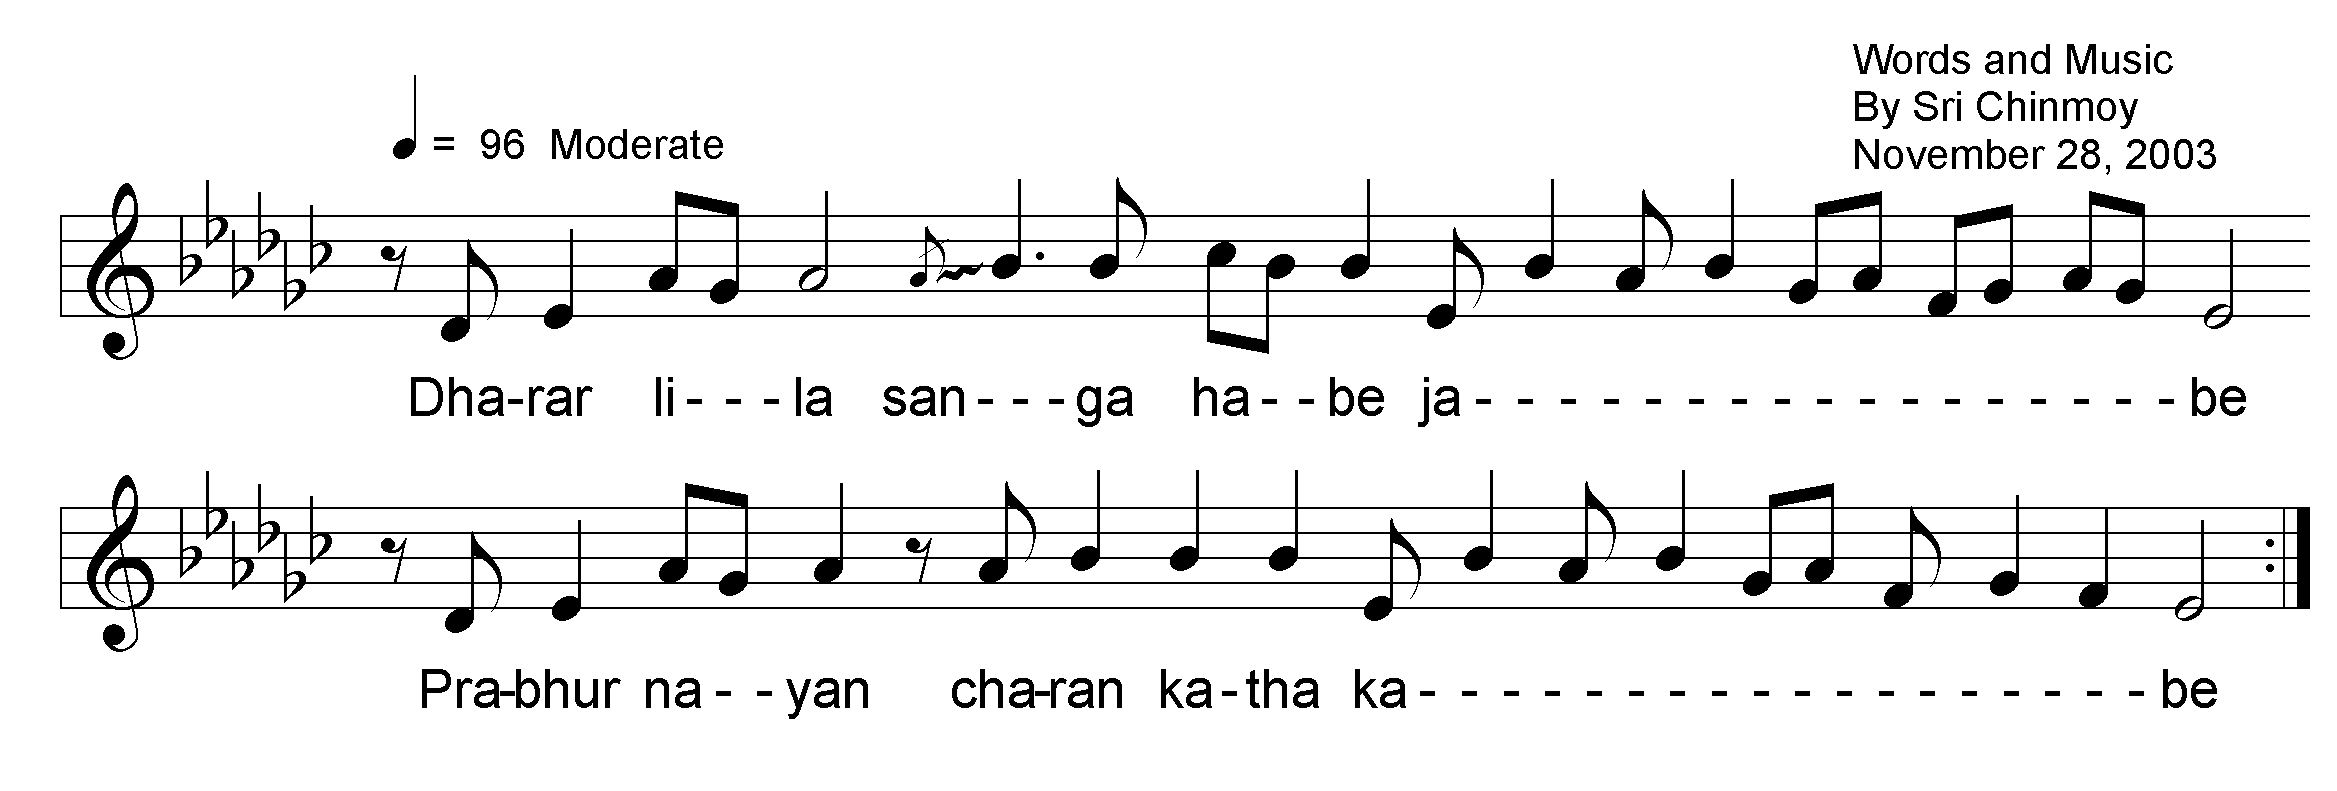 Words and Music
By Sri Chinmoy
= 96 Moderate
November 28, 2003
Dha-rar li---la san---ga ha--be ja-----------------be
Pra-bhur na--yan cha-ran ka-tha ka-----------------be